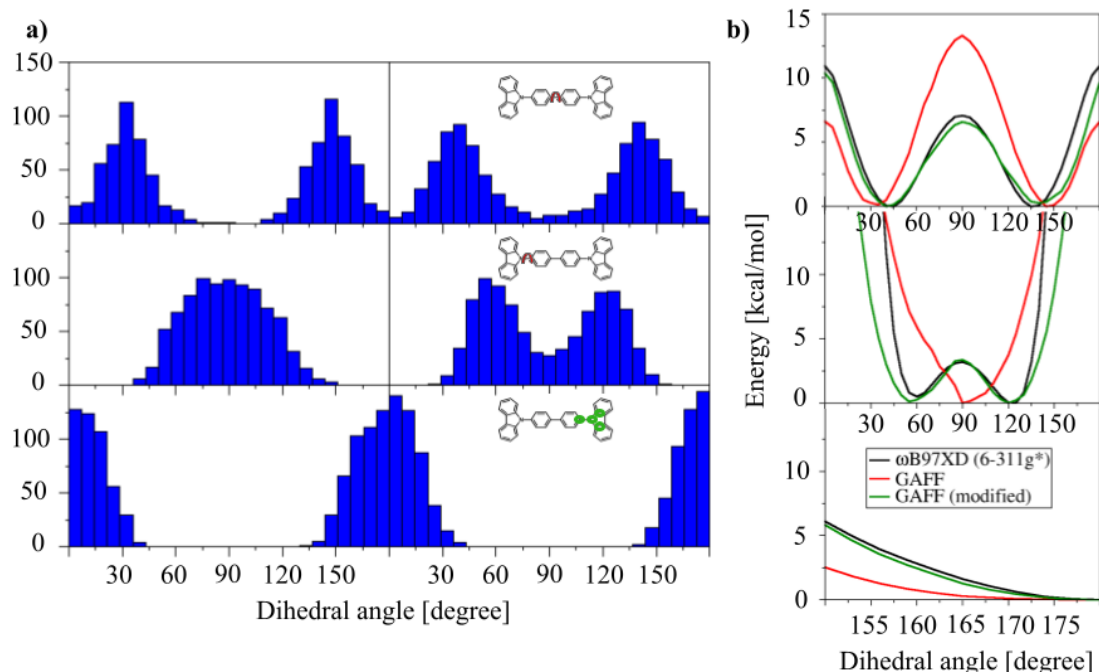 a)
150
100
50
0
100
50
0
100
50
0
30 60 90 120 150 30 60 90 120 150
Dihedral angle [degree]
b)
15
10
5
0
30 60 90 120 150
10
5
0
30 60 90 120 150
ωB97XD (6-311g*)
GAFF
GAFF (modified)
10
5
0
155 160 165 170 175
Energy [kcal/mol]
Dihedral angle [degree]